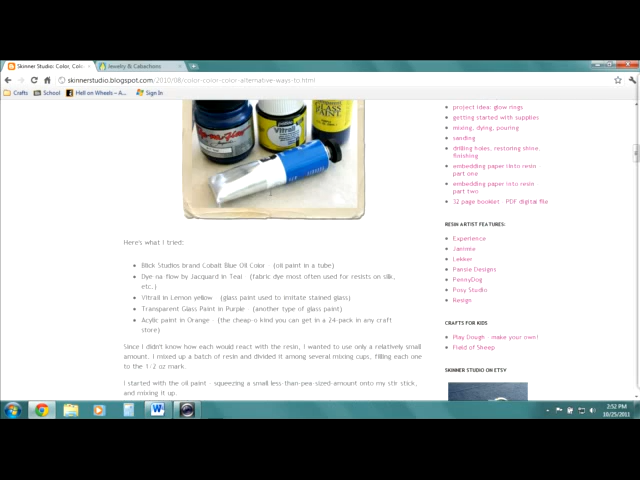 Skinner Studio: Color, Colo
Jewelry & Cabachons
skinnerstudio.blogspot.com/2010/08/color-color-color-alternative-ways-to.html
Crafts
School
Hell on Wheels – A...
Sign In
GLASS
PAINT
Vitrail
Here's what I tried:
Blick Studios brand Cobalt Blue Oil Color - (oil paint in a tube)
Dye na flow by Jacquard in Teal - (fabric dye most often used for resists on silk,
etc.)
Vitrail in Lemon yellow - (glass paint used to imitate stained glass)
Transparent Glass Paint in Purple - (another type of glass paint)
Acrylic paint in Orange - (the cheap-o kind you can get in a 24-pack in any craft
store)
Since I didn't know how each would react with the resin, I wanted to use only a relatively small
amount. I mixed up a batch of resin and divided it among several mixing cups, filling each one
to the 1/2 oz mark.
I started with the oil paint - squeezing a small less-than-pea sized-amount onto my stir stick,
and mixing it up.
project idea: glow rings
getting started with supplies
mixing, dying, pouring
sanding
drilling holes, restoring shine,
finishing
embedding paper into resin
part one
embedding paper into resin
part two
32 page booklet - PDF digital file
RESIN ARTIST FEATURES:
Experience
Jasmine
Lekker
Pansie Designs
PennyDog
Posy Studio
Resign
CRAFTS FOR KIDS
Play Dough - make your own!
Field of Sheep
SKINNER STUDIO ON ETSY
2:52 PM
10/25/2011